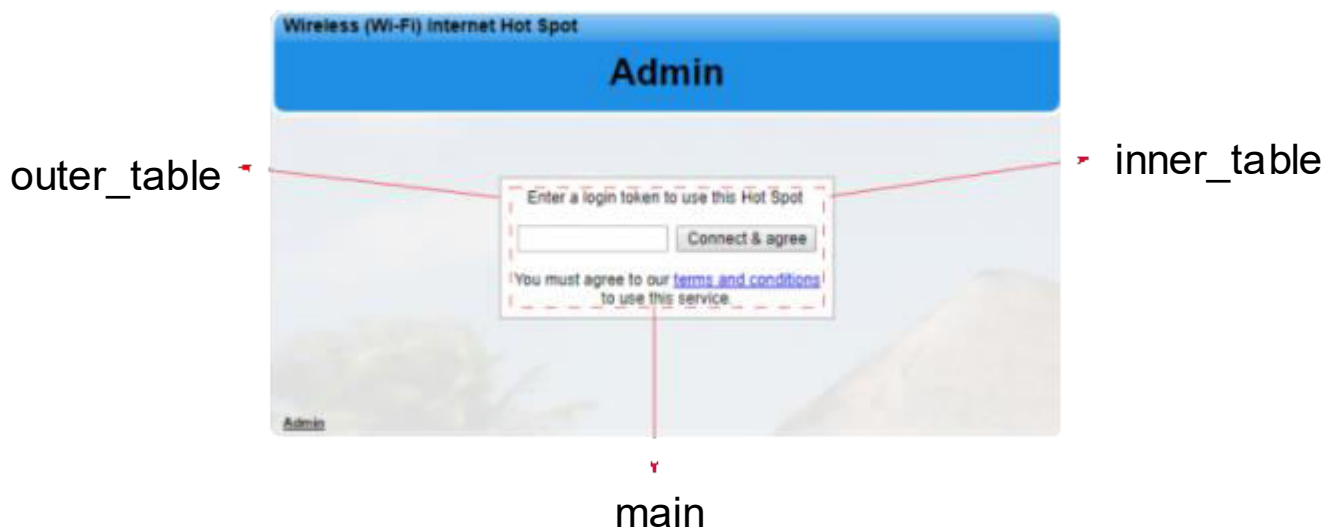 Wireless (Wi-Fi) Internet Hot Spot
Admin
outer_table
inner_table
Enter a login token to use this Hot Spot
Connect & agree
You must agree to our terms and conditions
to use this service.
Admin
main